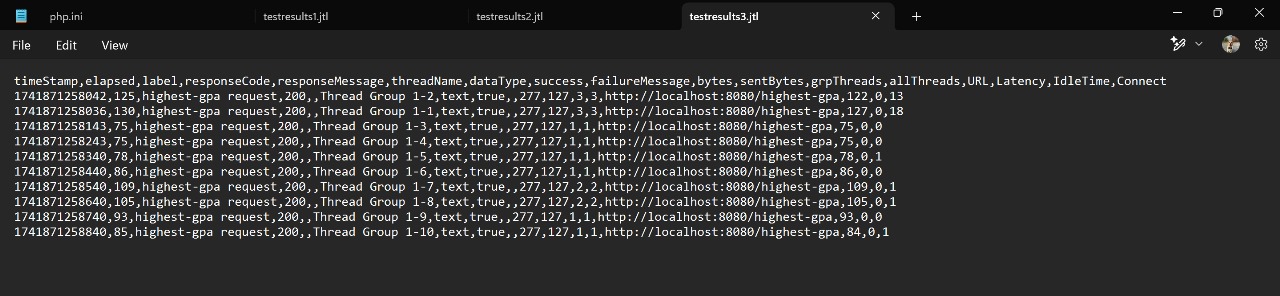 php.ini testresults1.jtl testresults2.jtl testresults3.jtl
File Edit View
timeStamp,elapsed,label,responseCode,responseMessage,threadName,dataType,success,failureMessage,bytes,sentBytes,grpThreads,allThreads,URL,Latency,IdleTime,Connect
1741871258042,125,highest-gpa request,200,,Thread Group 1-2,text,true,,277,127,3,3,http://localhost:8080/highest-gpa,122,0,13
1741871258036,130,highest-gpa request,200,,Thread Group 1-1,text,true,,277,127,3,3,http://localhost:8080/highest-gpa,127,0,18
1741871258143,75,highest-gpa request,200,,Thread Group 1-3,text,true,,277,127,1,1,http://localhost:8080/highest-gpa,75,0,0
1741871258243,75,highest-gpa request,200,,Thread Group 1-4,text,true,,277,127,1,1,http://localhost:8080/highest-gpa,75,0,0
1741871258340,78,highest-gpa request,200,,Thread Group 1-5,text,true,,277,127,1,1,http://localhost:8080/highest-gpa,78,0,1
1741871258440,86,highest-gpa request,200,,Thread Group 1-6,text,true,,277,127,1,1,http://localhost:8080/highest-gpa,86,0,0
1741871258540,109,highest-gpa request,200,,Thread Group 1-7,text,true,,277,127,2,2,http://localhost:8080/highest-gpa,109,0,1
1741871258640,105,highest-gpa request,200,,Thread Group 1-8,text,true,,277,127,2,2,http://localhost:8080/highest-gpa,105,0,1
1741871258740,93,highest-gpa request,200,,Thread Group 1-9,text,true,,277,127,1,1,http://localhost:8080/highest-gpa,93,0,0
1741871258840,85,highest-gpa request,200,,Thread Group 1-10,text,true,,277,127,1,1,http://localhost:8080/highest-gpa,84,0,1